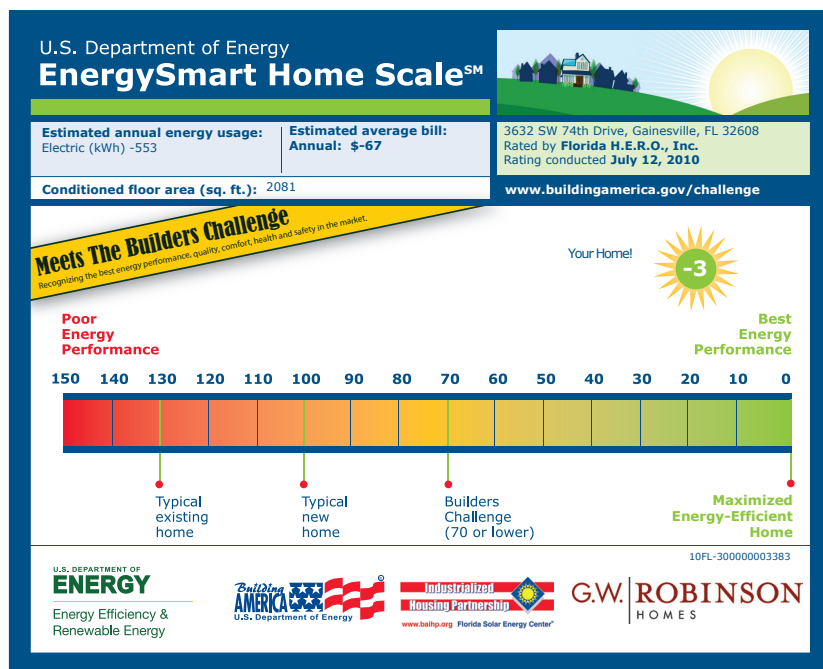 U.S. Department of Energy
EnergySmart Home Scale℠
Estimated annual energy usage:
Electric (kWh) -553
Estimated average bill:
Annual: $-67
Conditioned floor area (sq. ft.): 2081
3632 SW 74th Drive, Gainesville, FL 32608
Rated by Florida H.E.R.O., Inc.
Rating conducted July 12, 2010
www.buildingamerica.gov/challenge
Meets The Builders Challenge
Recognizing the best energy performance, quality, comfort, health and safety in the market.
Your Home!
-3
Poor
Energy
Performance
Best
Energy
Performance
150 140 130 120 110 100 90 80 70 60 50 40 30 20 10 0
Typical
existing
home
Typical
new
home
Builders
Challenge
(70 or lower)
Maximized
Energy-Efficient
Home
10FL-300000003383
U.S. DEPARTMENT OF
ENERGY
Energy Efficiency &
Renewable Energy
Building
AMERICA
®
U.S. Department of Energy
Industrialized
Housing Partnership
www.baihp.org Florida Solar Energy Center®
G.W. ROBINSON
HOMES